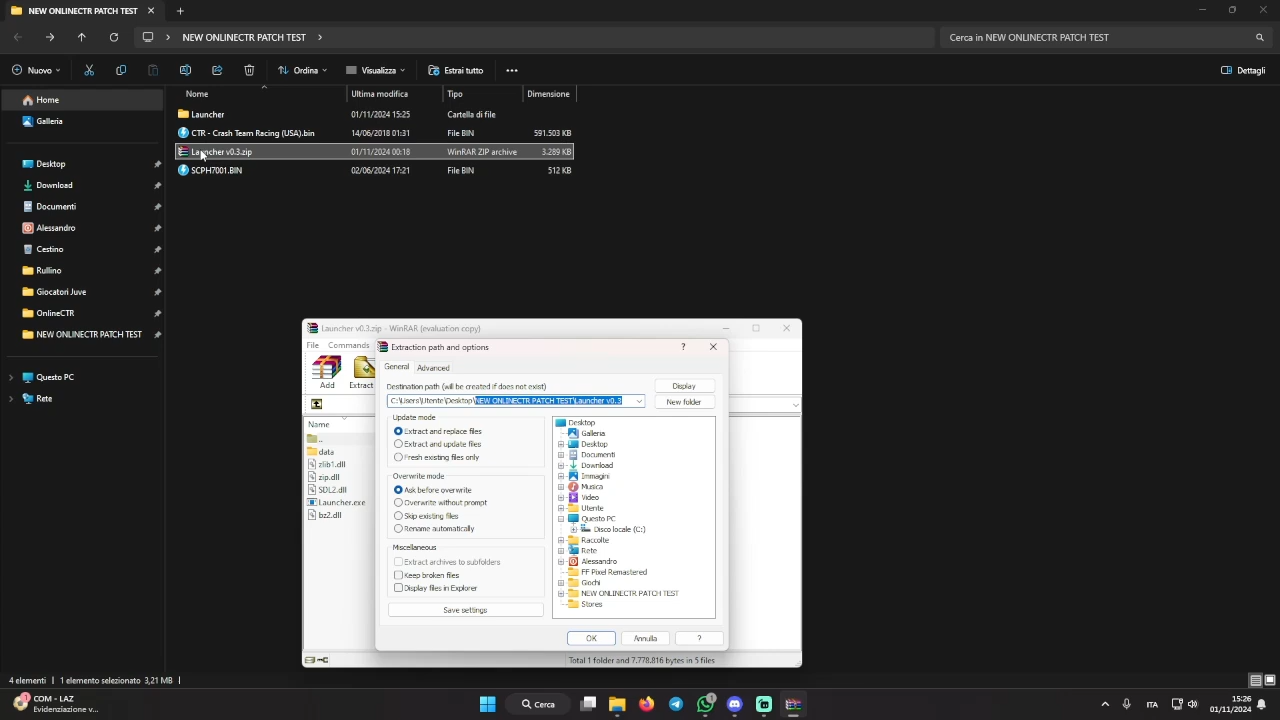 NEW ONLINECTR PATCH TEST
NEW ONLINECTR PATCH TEST
Cerca in NEW ONLINECTR PATCH TEST
Nuovo
Ordina
Visualizza
Estrai tutto
Dettagli
Nome Ultima modifica Tipo Dimensione
Launcher 01/11/2024 15:25 Cartella di file
CTR - Crash Team Racing (USA).bin 14/06/2018 01:31 File BIN 591.503 KB
Launcher v0.3.zip 01/11/2024 00:18 WinRAR ZIP archive 3.289 KB
SCPH7001.BIN 02/06/2024 17:21 File BIN 512 KB
Home
Galleria
Desktop
Download
Documenti
Alessandro
Cestino
Rullino
Giocatori Juve
OnlineCTR
NEW ONLINECTR PATCH TEST
Questo PC
Rete
Launcher v0.3.zip - WinRAR (evaluation copy)
File Commands
Add Extract
Name
..
data
zlib1.dll
zip.dll
SDL2.dll
Launcher.exe
bz2.dll
Total 1 folder and 7.778.816 bytes in 5 files
Extraction path and options
?
General Advanced
Destination path (will be created if does not exist)
Display
C:\Users\Utente\Desktop\NEW ONLINECTR PATCH TEST\Launcher v0.3
New folder
Update mode
Extract and replace files
Extract and update files
Fresh existing files only
Overwrite mode
Ask before overwrite
Overwrite without prompt
Skip existing files
Rename automatically
Miscellaneous
Extract archives to subfolders
Keep broken files
Display files in Explorer
Save settings
Desktop
Galleria
Desktop
Documenti
Download
Immagini
Musica
Video
Utente
Questo PC
Disco locale (C:)
Raccolte
Rete
Alessandro
FF Pixel Remastered
Giochi
NEW ONLINECTR PATCH TEST
Stores
OK
Annulla
?
4 elementi
1 elemento selezionato 3,21 MB
1
COM - LAZ
Evidenziazione v...
Cerca
1
ITA
15:26
01/11/2024